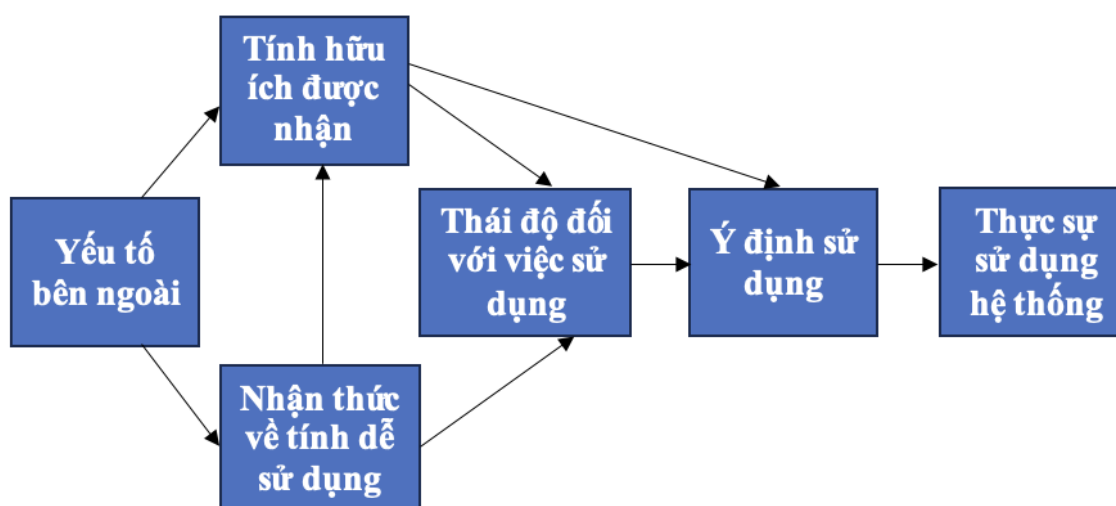 Tính hữu
ích được
nhận
Yếu tố
bên ngoài
Nhận thức
về tính dễ
sử dụng
Thái độ đối
với việc sử
dụng
Ý định sử
dụng
Thực sự
sử dụng
hệ thống